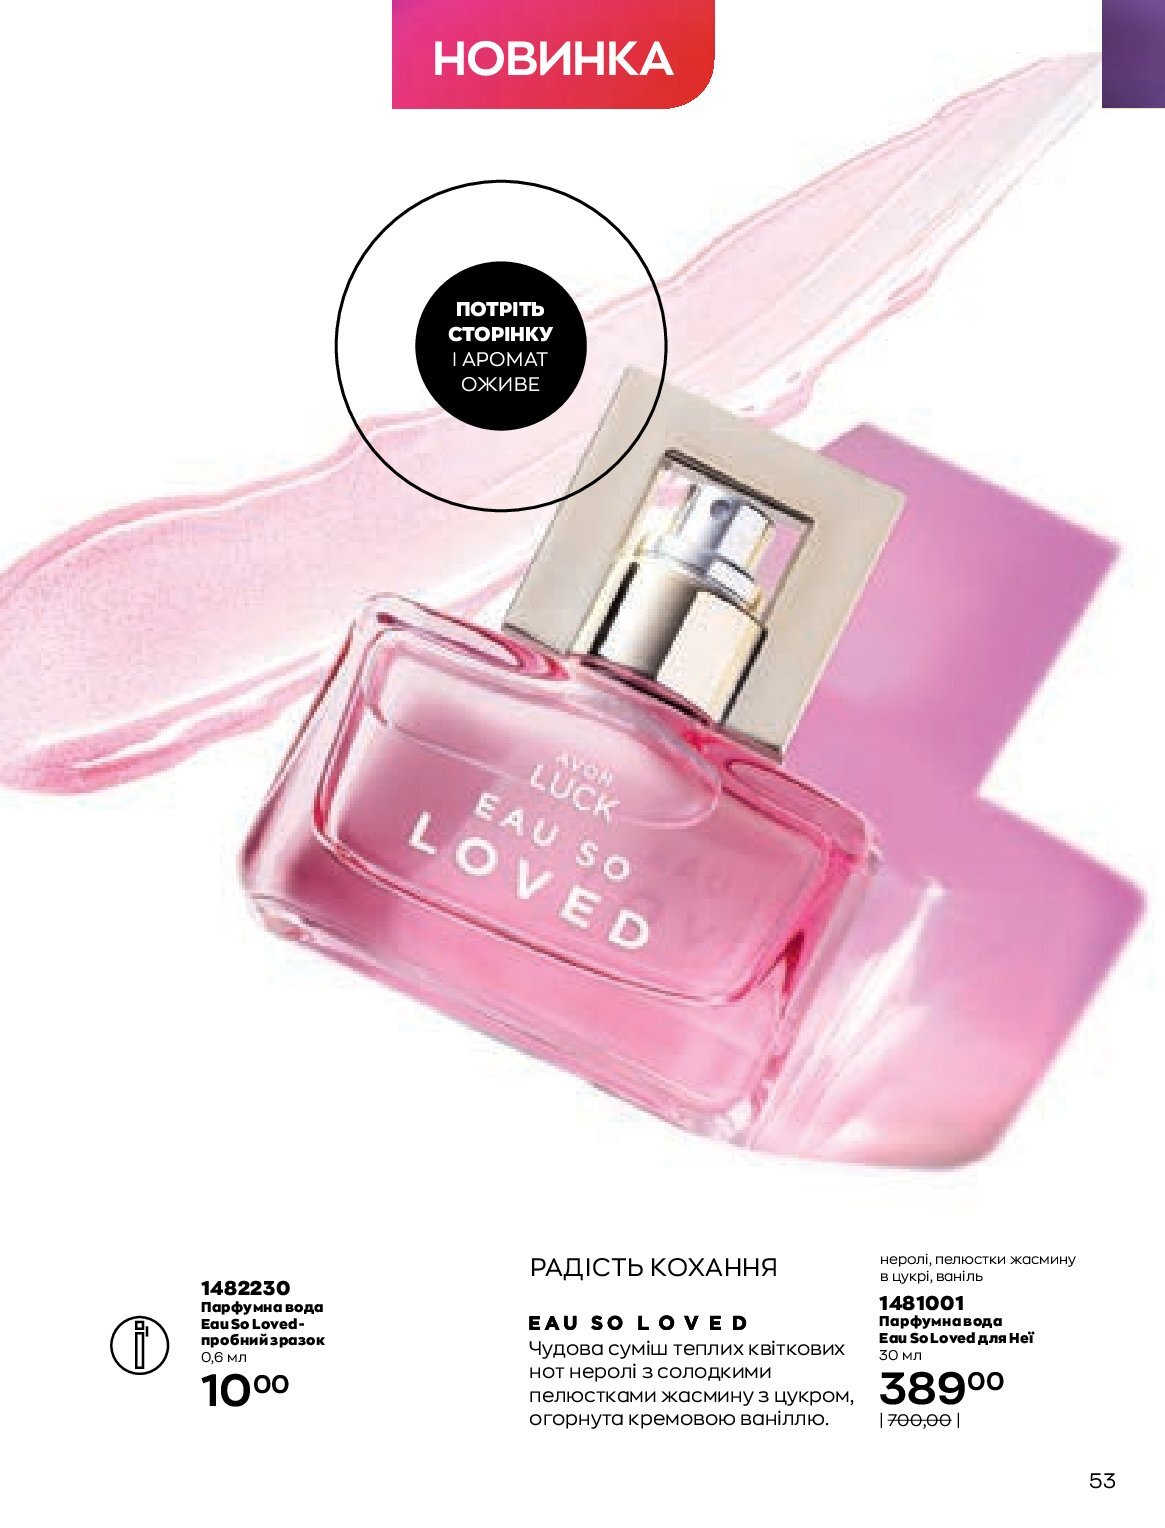 НОВИНКА
ПОТРІТЬ
СТОРІНКУ
І АРОМАТ
ОЖИВЕ
AVON
LUCK
EAU SO
LOVED
1482230
Парфумна вода
Eau So Loved -
пробний зразок
0,6 мл
10⁰⁰
РАДІСТЬ КОХАННЯ
EAU SO LOVED
Чудова суміш теплих квіткових
нот неролі з солодкими
пелюстками жасмину з цукром,
огорнута кремовою ваніллю.
неролі, пелюстки жасмину
в цукрі, ваніль
1481001
Парфумна вода
Eau So Loved для Неї
30 мл
389⁰⁰
| 700,00 |
53